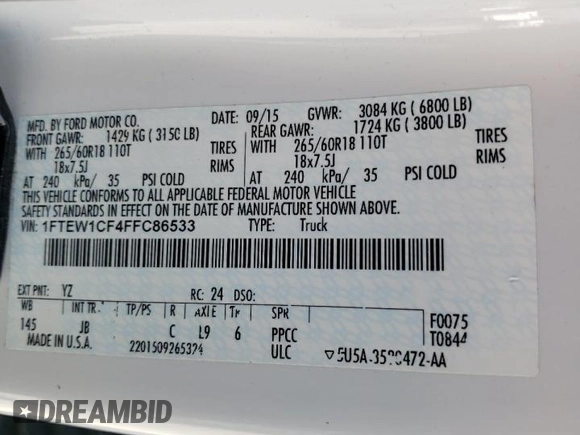 MFD. BY FORD MOTOR CO. DATE: 09/15 GVWR: 3084 KG ( 6800 LB)
FRONT GAWR: 1429 KG ( 3150 LB) REAR GAWR: 1724 KG ( 3800 LB)
WITH 265/60R18 110T TIRES WITH 265/60R18 110T TIRES
18x7.5J RIMS 18x7.5J RIMS
AT 240 kPa/ 35 PSI COLD AT 240 kPa/ 35 PSI COLD
THIS VEHICLE CONFORMS TO ALL APPLICABLE FEDERAL MOTOR VEHICLE
SAFETY STANDARDS IN EFFECT ON THE DATE OF MANUFACTURE SHOWN ABOVE.
VIN: 1FTEW1CF4FFC86533 TYPE: Truck
EXT PNT: YZ RC: 24 DSO:
WB INT TR TP/PS R AXLE TR SPR F0075
145 JB C L9 6 PPCC T0844
MADE IN U.S.A. ULC
DREAMBID